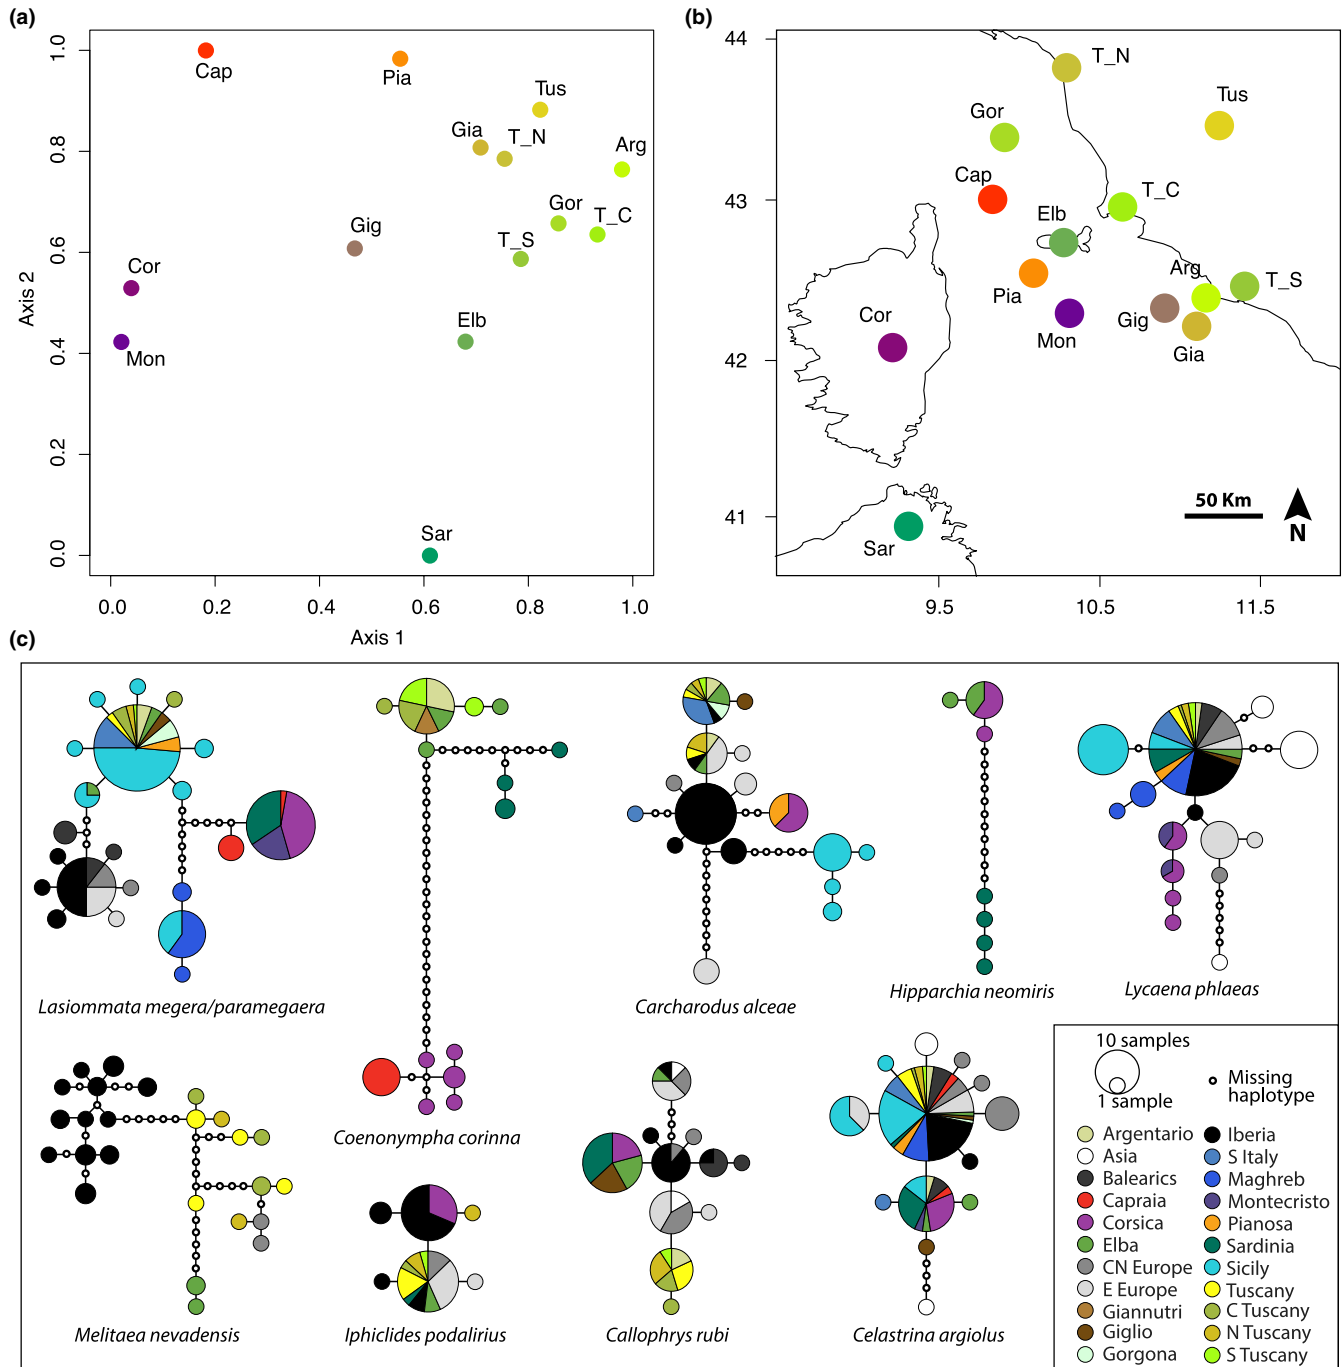 (a)
1.0
0.8
0.6
0.4
0.2
0.0
Axis 2
Cap
Pia
Tus
Gia
T_N
Arg
Gor
T_C
Gig
T_S
Cor
Elb
Mon
Sar
0.0
0.2
0.4
0.6
0.8
1.0
Axis 1
(b)
44
43
42
41
T_N
Tus
Gor
Cap
T_C
Elb
Arg
T_S
Pia
Gig
Cor
Mon
Gia
Sar
50 Km
N
9.5
10.5
11.5
(c)
Lasiommata megera/paramegaera
Coenonympha corinna
Carcharodus alceae
Hipparchia neomiris
Lycaena phlaeas
Melitaea nevadensis
Iphiclides podalirius
Callophrys rubi
Celastrina argiolus
10 samples
1 sample
Missing
haplotype
Argentario
Asia
Balearics
Capraia
Corsica
Elba
CN Europe
E Europe
Giannutri
Giglio
Gorgona
Iberia
S Italy
Maghreb
Montecristo
Pianosa
Sardinia
Sicily
Tuscany
C Tuscany
N Tuscany
S Tuscany